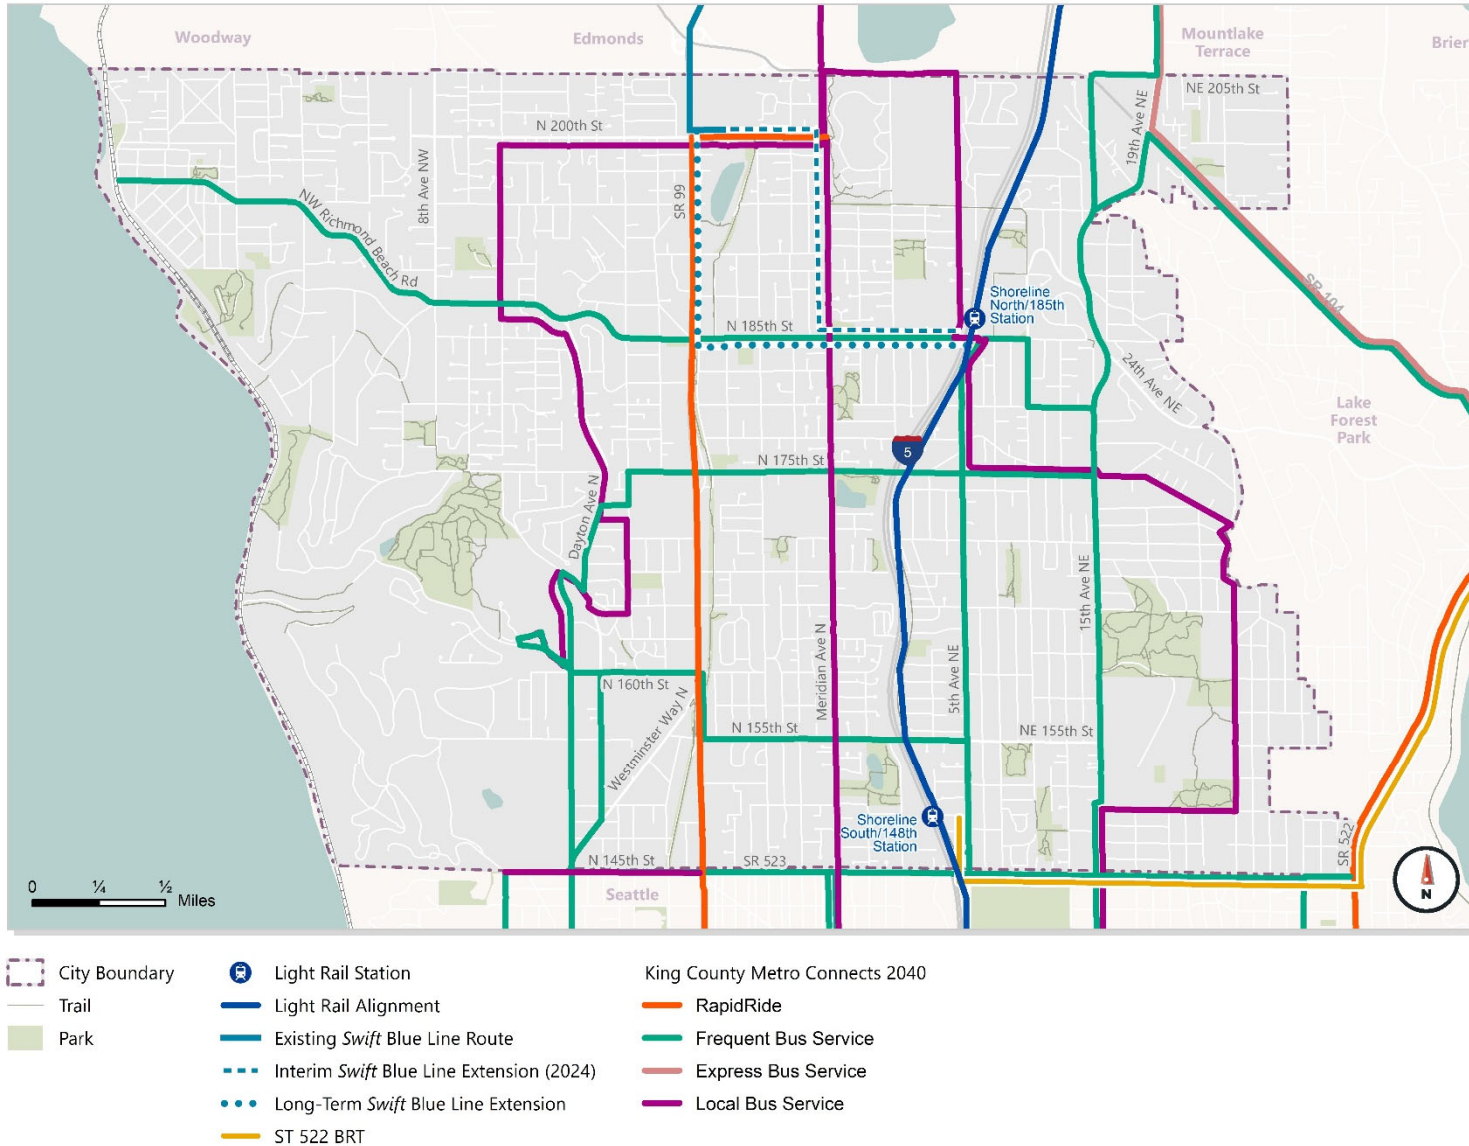 Woodway
Edmonds
Mountlake
Terrace
Brier
NE 205th St
N 200th St
19th Ave NE
8th Ave NW
SR 99
NW Richmond Beach Rd
SR 104
Shoreline
North/185th
Station
N 185th St
24th Ave NE
Lake
Forest
Park
5
N 175th St
Dayton Ave N
15th Ave NE
Meridian Ave N
5th Ave NE
N 160th St
Westminster Way N
N 155th St
NE 155th St
Shoreline
South/148th
Station
SR 522
N 145th St
SR 523
Seattle
0 ¼ ½
Miles
N
City Boundary
Trail
Park
Light Rail Station
Light Rail Alignment
Existing Swift Blue Line Route
Interim Swift Blue Line Extension (2024)
Long-Term Swift Blue Line Extension
ST 522 BRT
King County Metro Connects 2040
RapidRide
Frequent Bus Service
Express Bus Service
Local Bus Service